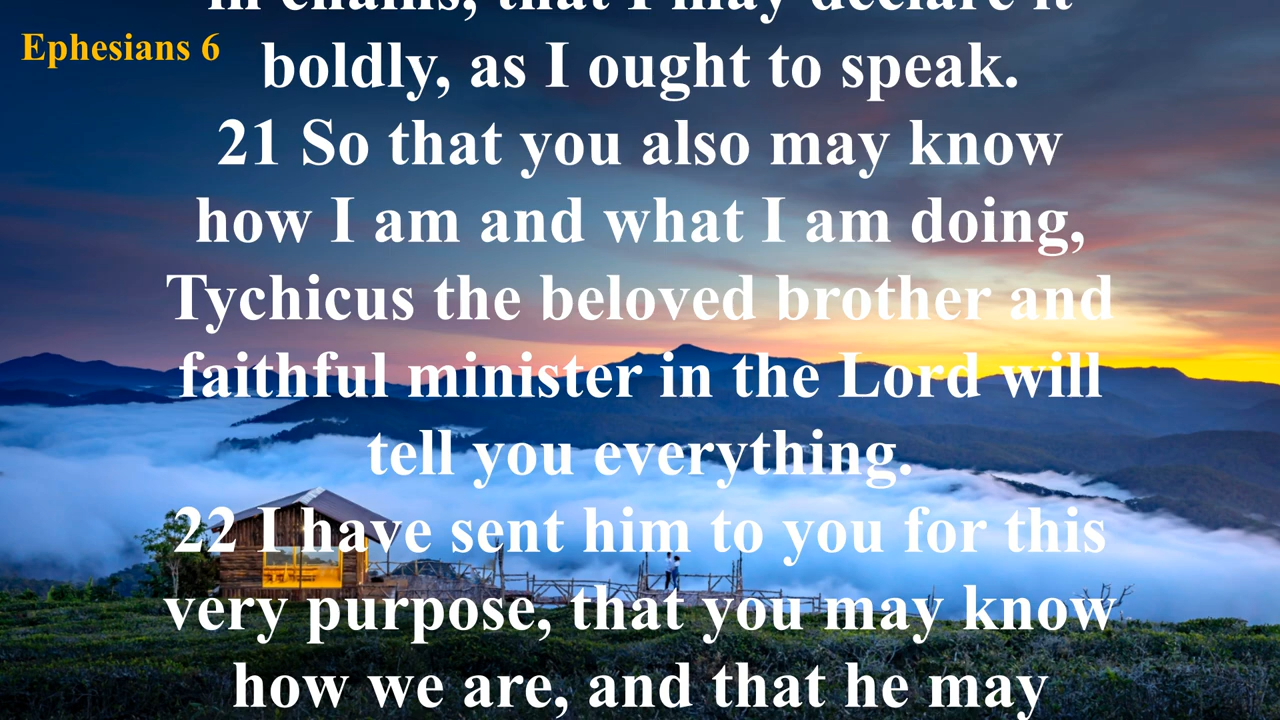 in chains, that I may declare it
Ephesians 6
boldly, as I ought to speak.
21 So that you also may know
how I am and what I am doing,
Tychicus the beloved brother and
faithful minister in the Lord will
tell you everything.
22 I have sent him to you for this
very purpose, that you may know
how we are, and that he may